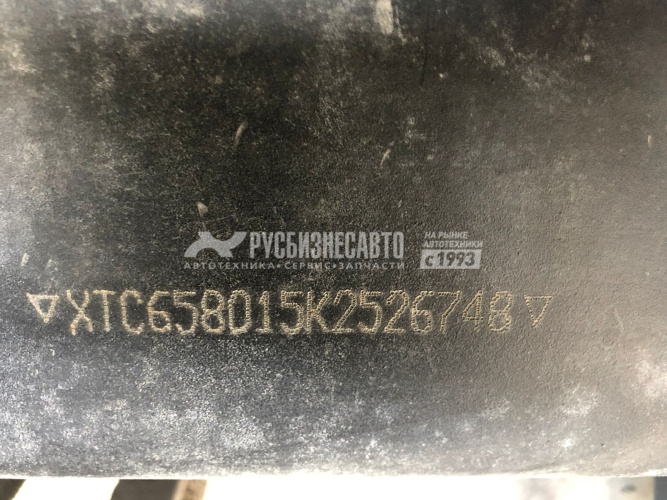 РУСБИЗНЕСАВТО
АВТОТЕХНИКА • СЕРВИС • ЗАПЧАСТИ
НА РЫНКЕ
АВТОТЕХНИКИ
с 1993
XTC658015K2526748